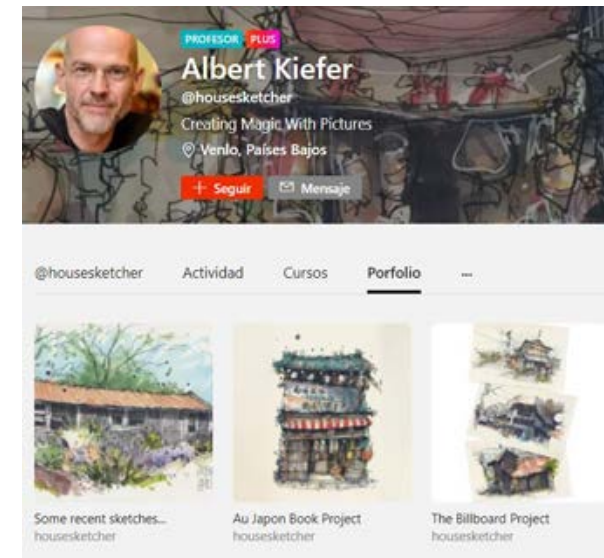 PROFESOR PLUS
Albert Kiefer
@housesketcher
Creating Magic With Pictures
Venlo, Países Bajos
+ Seguir Mensaje
@housesketcher Actividad Cursos Porfolio ...
Some recent sketches... Au Japon Book Project The Billboard Project
housesketcher housesketcher housesketcher